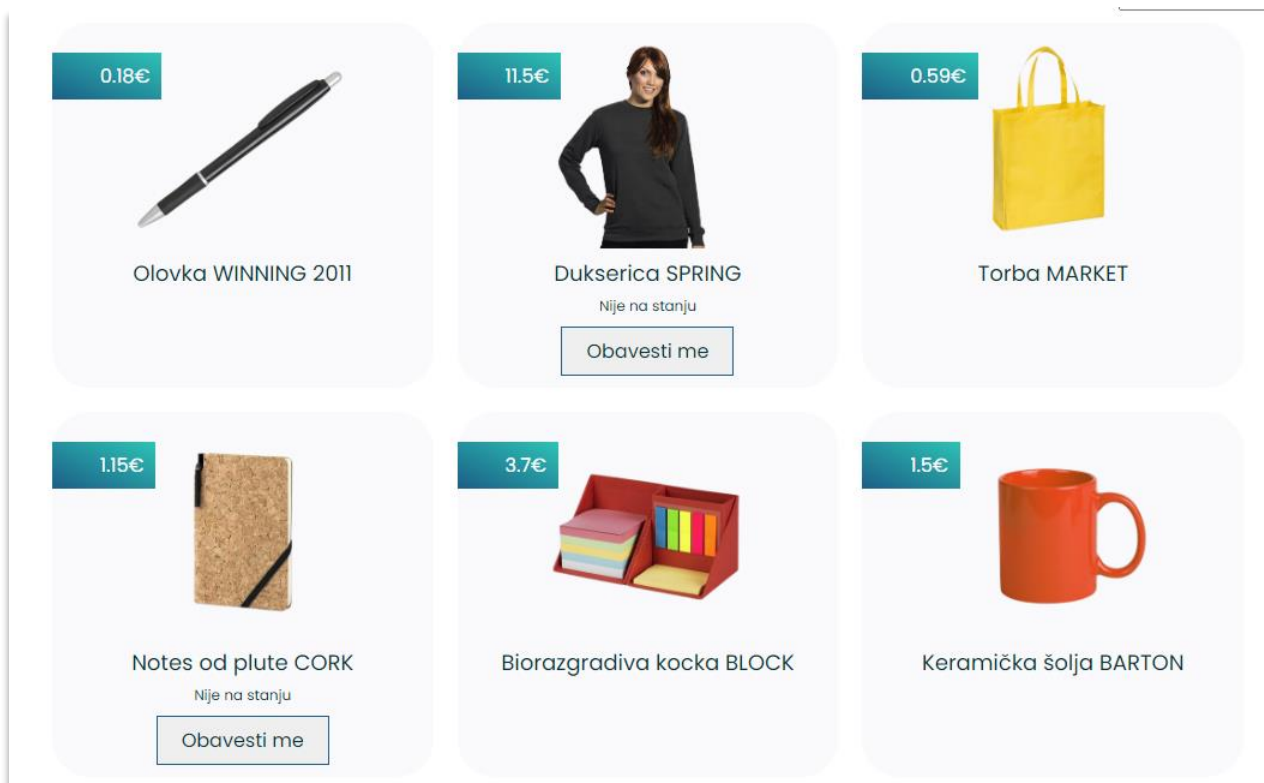 0.18€
11.5€
0.59€
Olovka WINNING 2011
Dukserica SPRING
Torba MARKET
Nije na stanju
Obavesti me
1.15€
3.7€
1.5€
Notes od plute CORK
Biorazgradiva kocka BLOCK
Keramička šolja BARTON
Nije na stanju
Obavesti me